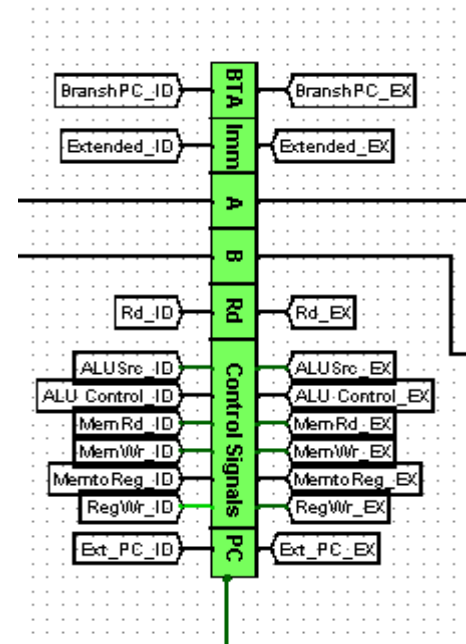 BranshPC_ID BTA BranshPC_EX
Extended_ID Imm Extended_EX
A
B
Rd_ID Rd Rd_EX
Control Signals
ALUSrc_ID ALUSrc_EX
ALU Control_ID ALU Control_EX
MemRd_ID MemRd_EX
MemWr_ID MemWr_EX
MemtoReg_ID MemtoReg_EX
RegWr_ID RegWr_EX
Ext_PC_ID PC Ext_PC_EX